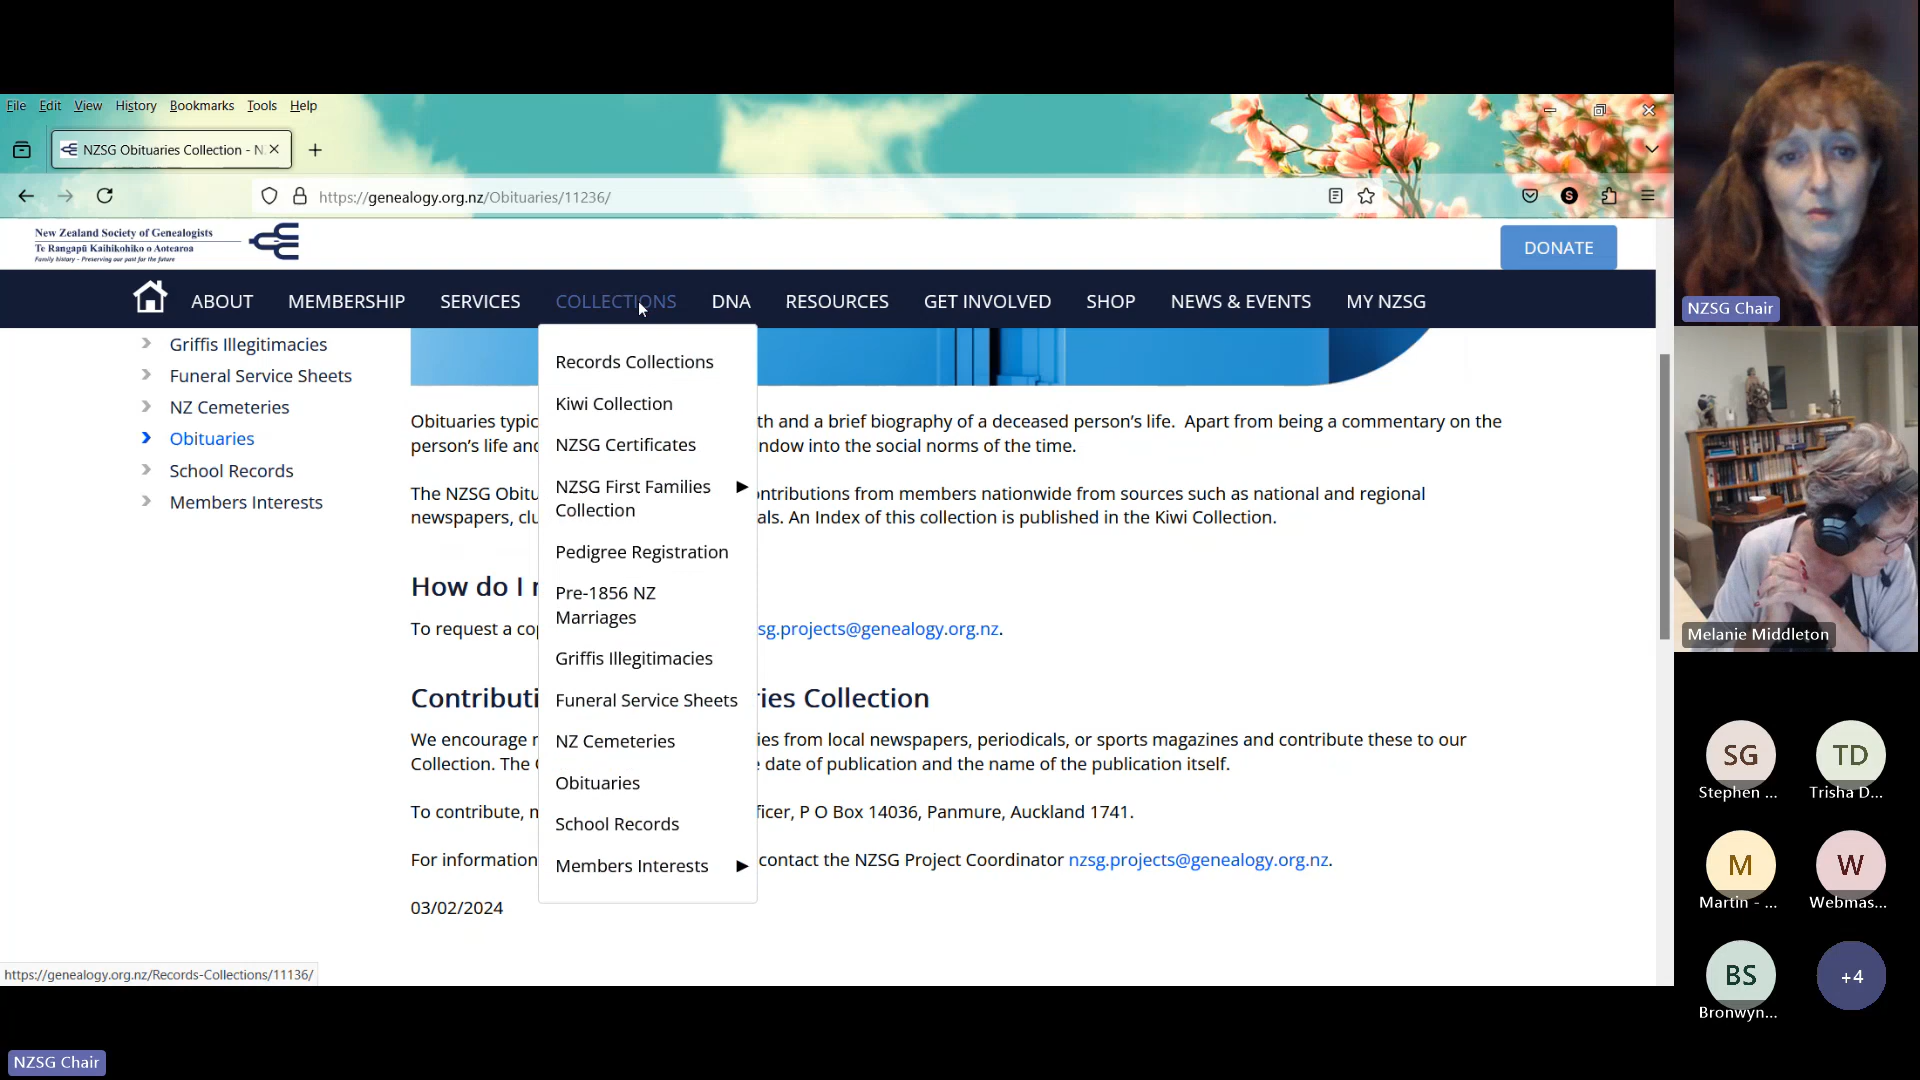 File Edit View History Bookmarks Tools Help
NZSG Obituaries Collection - N
https://genealogy.org.nz/Obituaries/11236/
New Zealand Society of Genealogists
Te Rangapū Kaihikohiko o Aotearoa
Family history - Preserving our past for the future
DONATE
ABOUT MEMBERSHIP SERVICES COLLECTIONS DNA RESOURCES GET INVOLVED SHOP NEWS & EVENTS MY NZSG
Griffis Illegitimacies
Funeral Service Sheets
NZ Cemeteries
Obituaries
School Records
Members Interests
Records Collections
Kiwi Collection
NZSG Certificates
NZSG First Families
Collection
Pedigree Registration
Pre-1856 NZ
Marriages
Griffis Illegitimacies
Funeral Service Sheets
NZ Cemeteries
Obituaries
School Records
Members Interests
Obituaries typic th and a brief biography of a deceased person's life. Apart from being a commentary on the
person's life and ndow into the social norms of the time.
The NZSG Obitu ontributions from members nationwide from sources such as national and regional
newspapers, clu als. An Index of this collection is published in the Kiwi Collection.
How do I
To request a cop sg.projects@genealogy.org.nz.
Contributi ries Collection
We encourage ies from local newspapers, periodicals, or sports magazines and contribute these to our
Collection. The date of publication and the name of the publication itself.
To contribute, ficer, P O Box 14036, Panmure, Auckland 1741.
For information contact the NZSG Project Coordinator nzsg.projects@genealogy.org.nz.
03/02/2024
https://genealogy.org.nz/Records-Collections/11136/
NZSG Chair
NZSG Chair
Melanie Middleton
SG
Stephen ...
TD
Trisha D...
M
Martin - ...
W
Webmas...
BS
Bronwyn...
+4